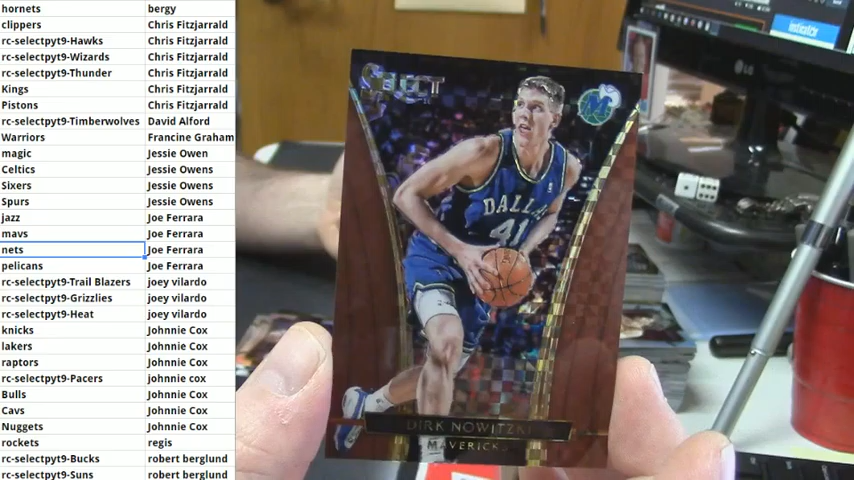 hornets bergy
clippers Chris Fitzjarrald
rc-selectpyt9-Hawks Chris Fitzjarrald
rc-selectpyt9-Wizards Chris Fitzjarrald
rc-selectpyt9-Thunder Chris Fitzjarrald
Kings Chris Fitzjarrald
Pistons Chris Fitzjarrald
rc-selectpyt9-Timberwolves David Alford
Warriors Francine Graham
magic Jessie Owen
Celtics Jessie Owens
Sixers Jessie Owens
Spurs Jessie Owens
jazz Joe Ferrara
mavs Joe Ferrara
nets Joe Ferrara
pelicans Joe Ferrara
rc-selectpyt9-Trail Blazers joey vilardo
rc-selectpyt9-Grizzlies joey vilardo
rc-selectpyt9-Heat joey vilardo
knicks Johnnie Cox
lakers Johnnie Cox
raptors Johnnie Cox
rc-selectpyt9-Pacers johnnie cox
Bulls Johnnie Cox
Cavs Johnnie Cox
Nuggets Johnnie Cox
rockets regis
rc-selectpyt9-Bucks robert berglund
rc-selectpyt9-Suns robert berglund
SELECT
M
DALLA
41
DIRK NOWITZKI
MAVERICKS
LG